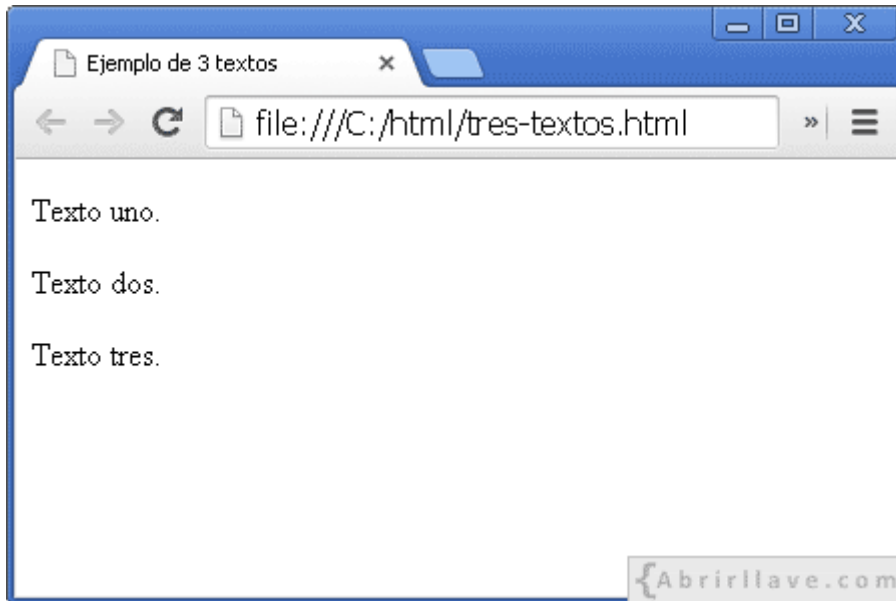 Ejemplo de 3 textos
file:///C:/html/tres-textos.html
Texto uno.
Texto dos.
Texto tres.
{Abrirllave.com